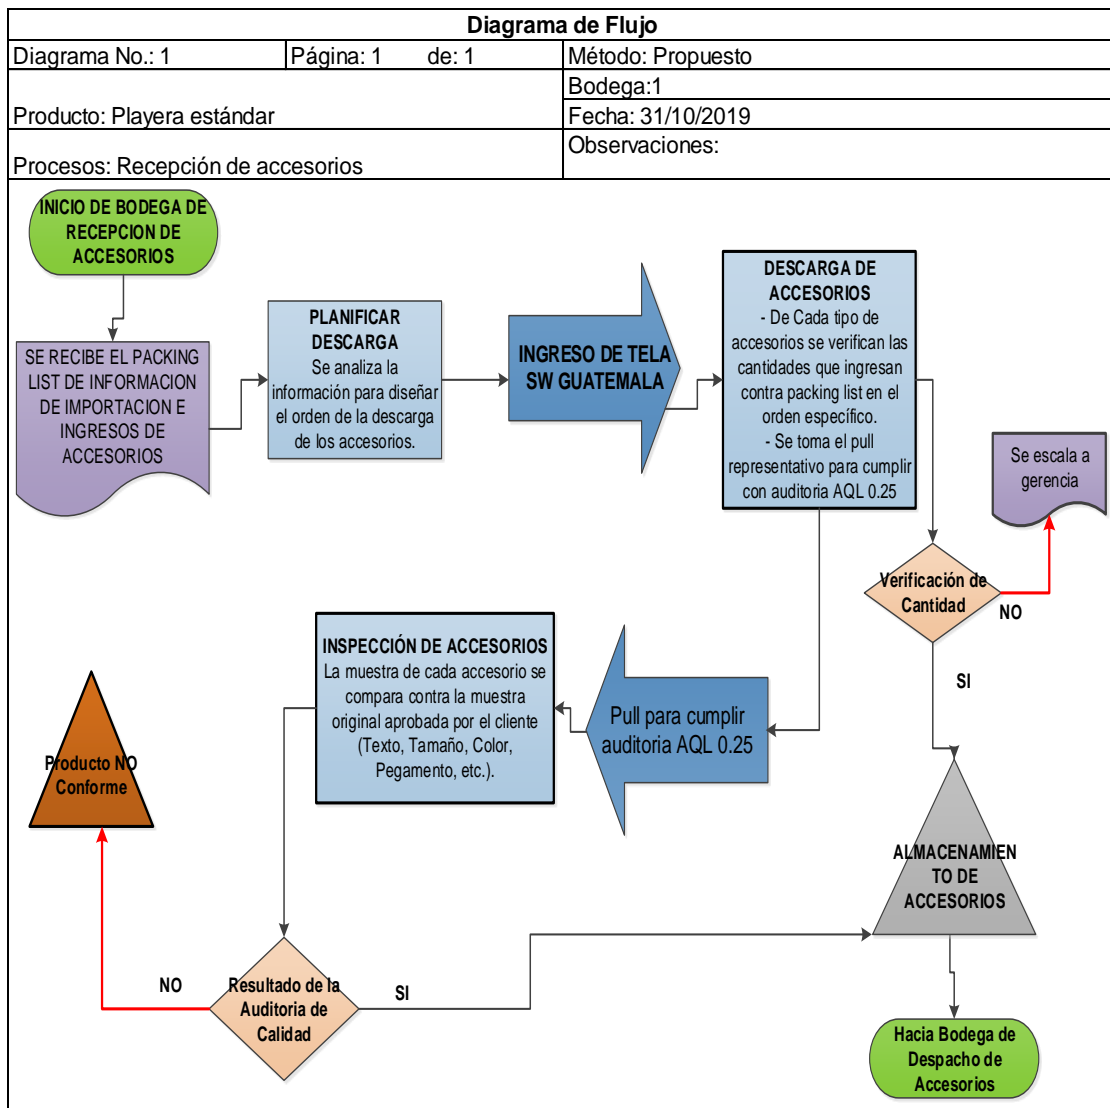 Diagrama de Flujo
Diagrama No.: 1
Página: 1 de: 1
Método: Propuesto
Producto: Playera estándar
Bodega:1
Fecha: 31/10/2019
Procesos: Recepción de accesorios
Observaciones:
INICIO DE BODEGA DE
RECEPCION DE
ACCESORIOS
SE RECIBE EL PACKING
LIST DE INFORMACION
DE IMPORTACION E
INGRESOS DE
ACCESORIOS
PLANIFICAR
DESCARGA
Se analiza la
información para diseñar
el orden de la descarga
de los accesorios.
INGRESO DE TELA
SW GUATEMALA
DESCARGA DE
ACCESORIOS
- De Cada tipo de
accesorios se verifican las
cantidades que ingresan
contra packing list en el
orden específico.
- Se toma el pull
representativo para cumplir
con auditoria AQL 0.25
Se escala a
gerencia
Verificación de
Cantidad
NO
SI
INSPECCIÓN DE ACCESORIOS
La muestra de cada accesorio se
compara contra la muestra
original aprobada por el cliente
(Texto, Tamaño, Color,
Pegamento, etc.).
Pull para cumplir
auditoria AQL 0.25
Producto NO
Conforme
ALMACENAMIEN
TO DE
ACCESORIOS
NO
Resultado de la
Auditoria de
Calidad
SI
Hacia Bodega de
Despacho de
Accesorios